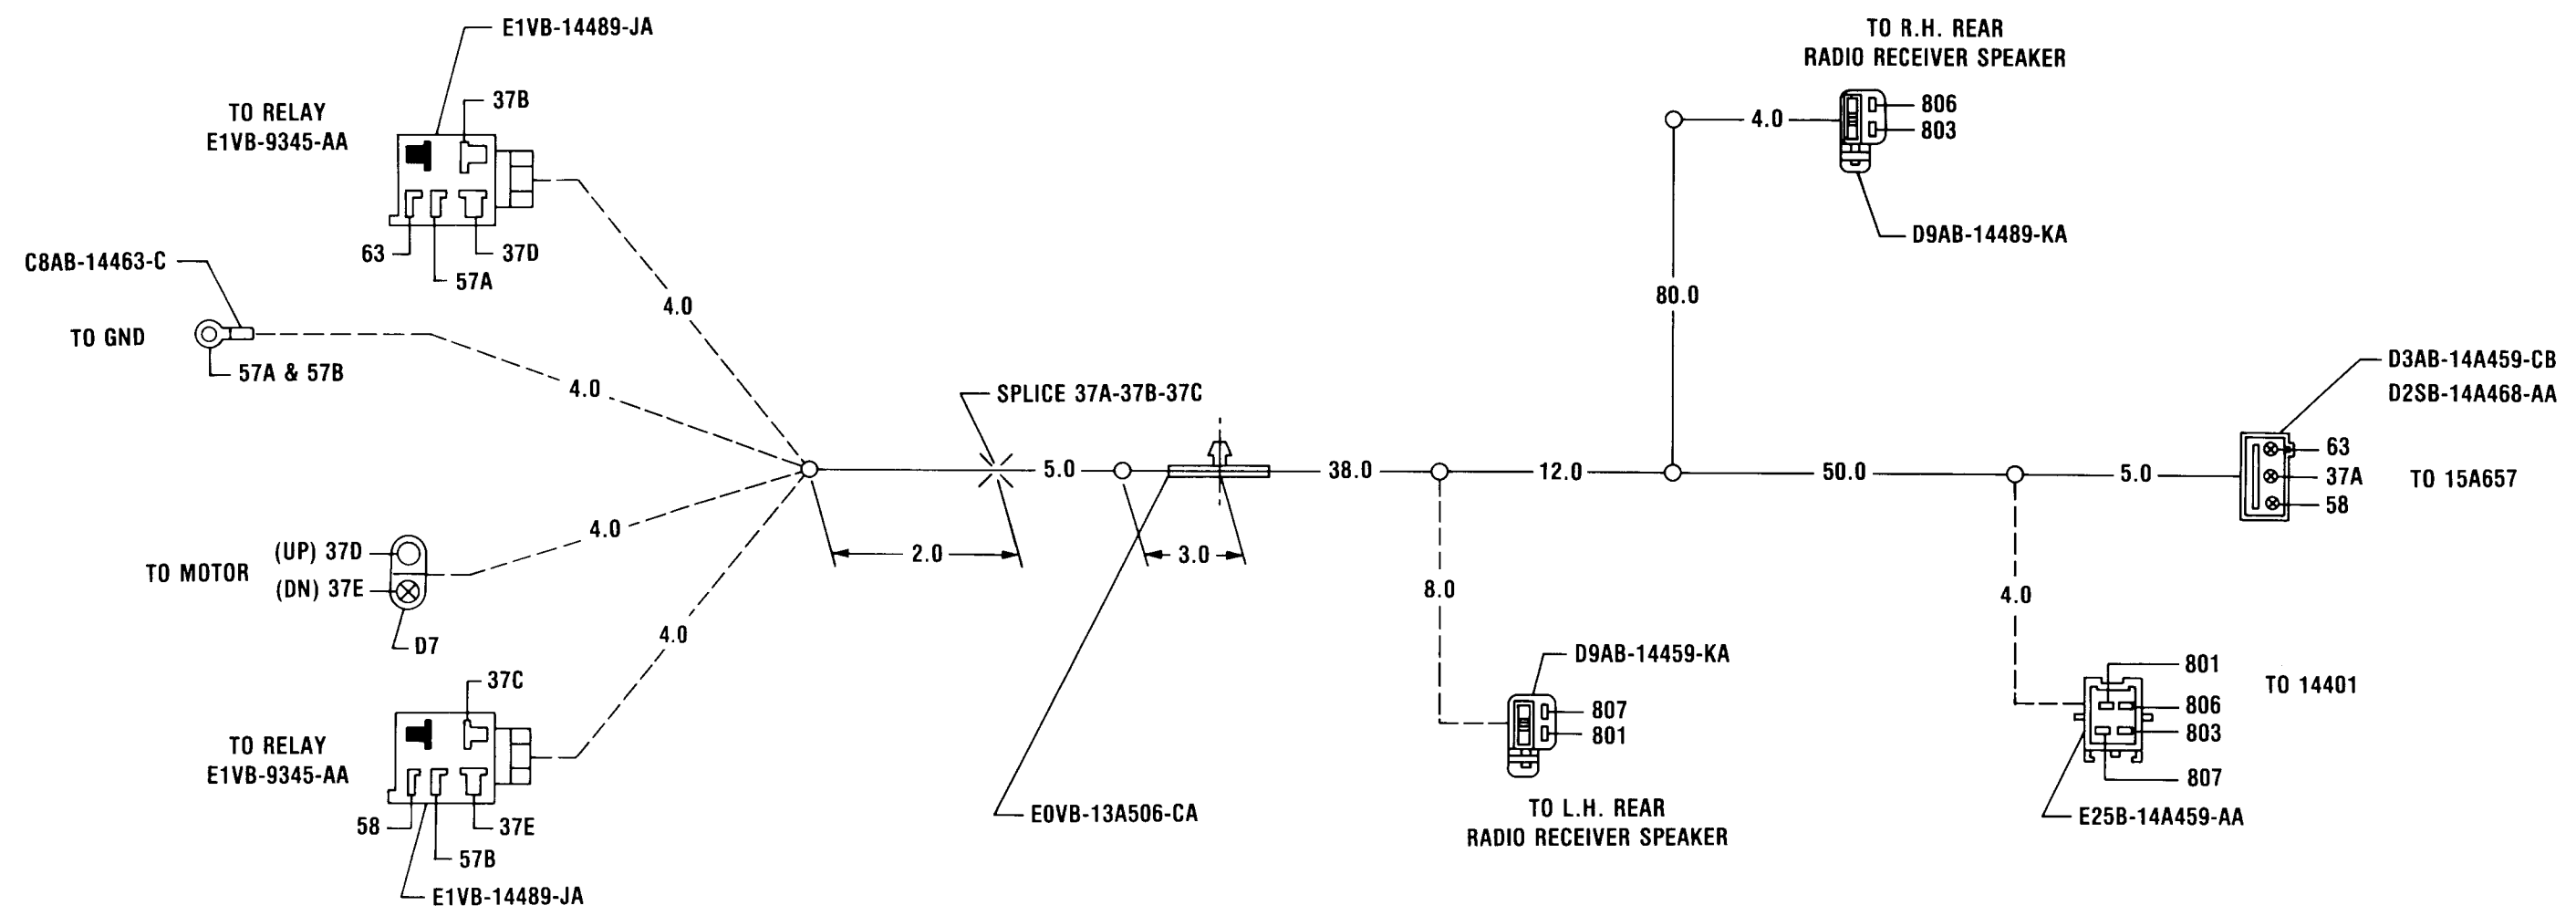 E1VB-14489-JA
TO RELAY
E1VB-9345-AA
37B
63
57A
37D
C8AB-14463-C
TO GND
57A & 57B
4.0
4.0
4.0
4.0
TO MOTOR
(UP) 37D
(DN) 37E
D7
TO RELAY
E1VB-9345-AA
37C
58
57B
37E
E1VB-14489-JA
SPLICE 37A-37B-37C
2.0
5.0
3.0
E0VB-13A506-CA
38.0
8.0
D9AB-14459-KA
807
801
TO L.H. REAR
RADIO RECEIVER SPEAKER
12.0
80.0
4.0
TO R.H. REAR
RADIO RECEIVER SPEAKER
806
803
D9AB-14489-KA
50.0
4.0
5.0
D3AB-14A459-CB
D2SB-14A468-AA
63
37A
58
TO 15A657
801
806
803
807
TO 14401
E25B-14A459-AA